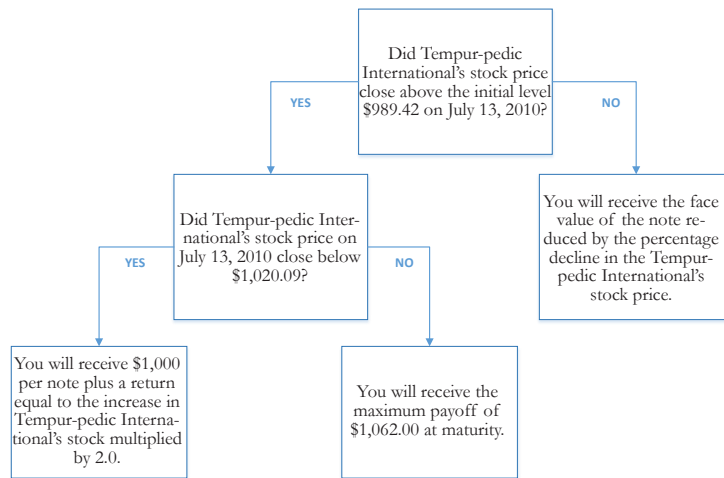 Did Tempur-pedic
International's stock price
close above the initial level
$989.42 on July 13, 2010?
YES
NO
Did Tempur-pedic Inter-
national's stock price on
July 13, 2010 close below
$1,020.09?
You will receive the face
value of the note re-
duced by the percentage
decline in the Tempur-
pedic International's
stock price.
YES
NO
You will receive $1,000
per note plus a return
equal to the increase in
Tempur-pedic Interna-
tional's stock multiplied
by 2.0.
You will receive the
maximum payoff of
$1,062.00 at maturity.